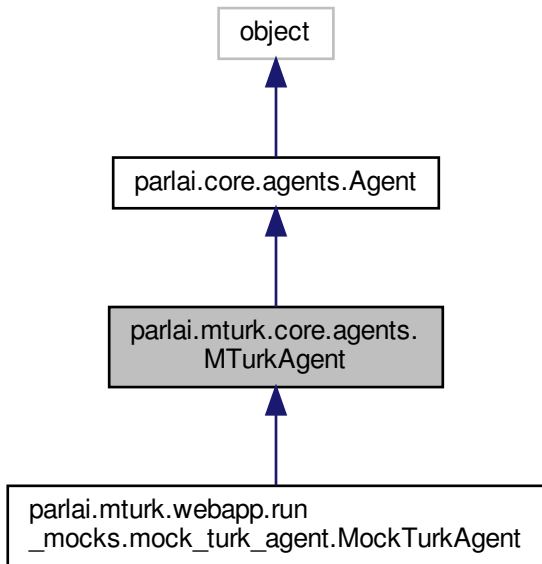 object
parlai.core.agents.Agent
parlai.mturk.core.agents.
MTurkAgent
parlai.mturk.webapp.run
_mocks.mock_turk_agent.MockTurkAgent